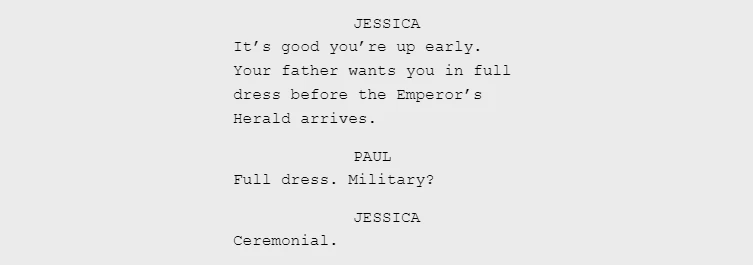 JESSICA
It’s good you’re up early.
Your father wants you in full
dress before the Emperor’s
Herald arrives.
PAUL
Full dress. Military?
JESSICA
Ceremonial.